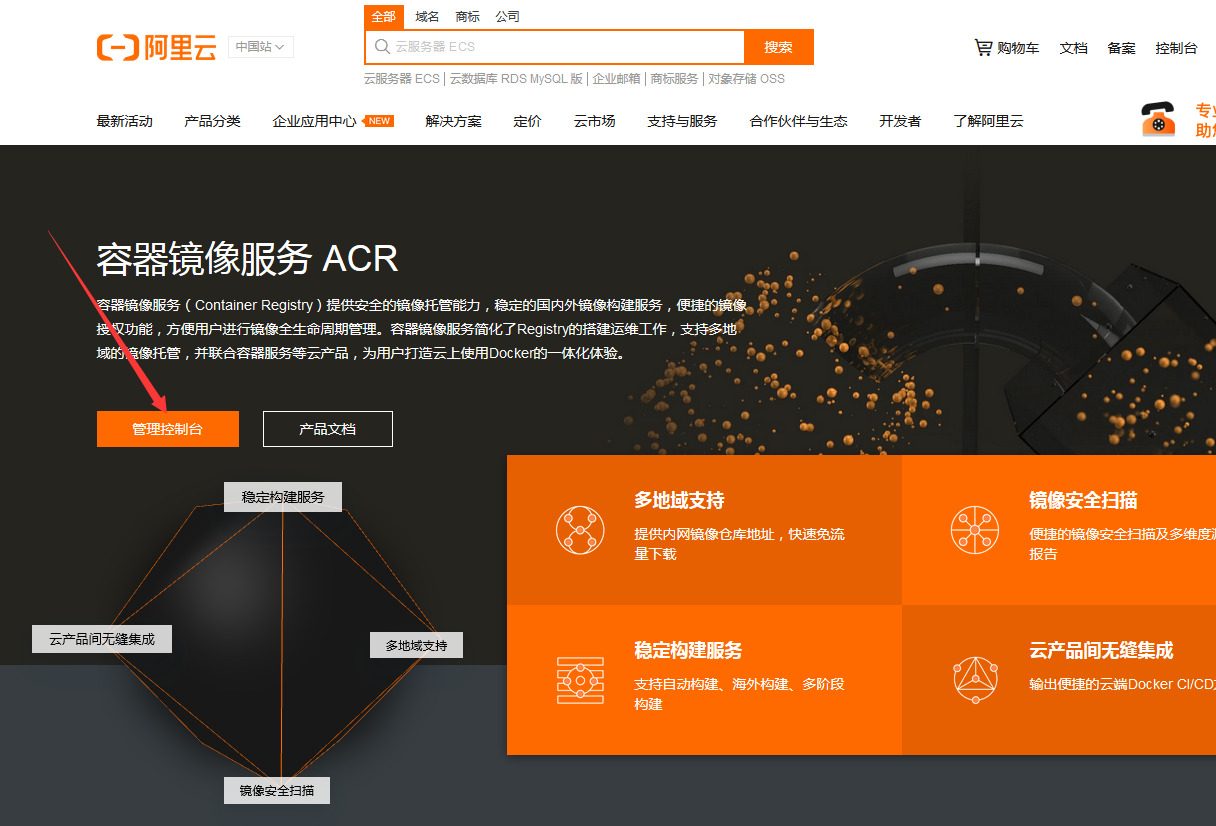 全部 域名 商标 公司
阿里云 中国站
云服务器 ECS 搜索
购物车 文档 备案 控制台
云服务器 ECS | 云数据库 RDS MySQL 版 | 企业邮箱 | 商标服务 | 对象存储 OSS
最新活动 产品分类 企业应用中心 NEW 解决方案 定价 云市场 支持与服务 合作伙伴与生态 开发者 了解阿里云
专业
容器镜像服务 ACR
容器镜像服务（Container Registry）提供安全的镜像托管能力，稳定的国内外镜像构建服务，便捷的镜像
授权功能，方便用户进行镜像全生命周期管理。容器镜像服务简化了Registry的搭建运维工作，支持多地
域的镜像托管，并联合容器服务等云产品，为用户打造云上使用Docker的一体化体验。
管理控制台 产品文档
稳定构建服务
云产品间无缝集成
多地域支持
镜像安全扫描
多地域支持
提供内网镜像仓库地址，快速免流
量下载
镜像安全扫描
便捷的镜像安全扫描及多维度
报告
稳定构建服务
支持自动构建、海外构建、多阶段
构建
云产品间无缝集成
输出便捷的云端Docker CI/CD